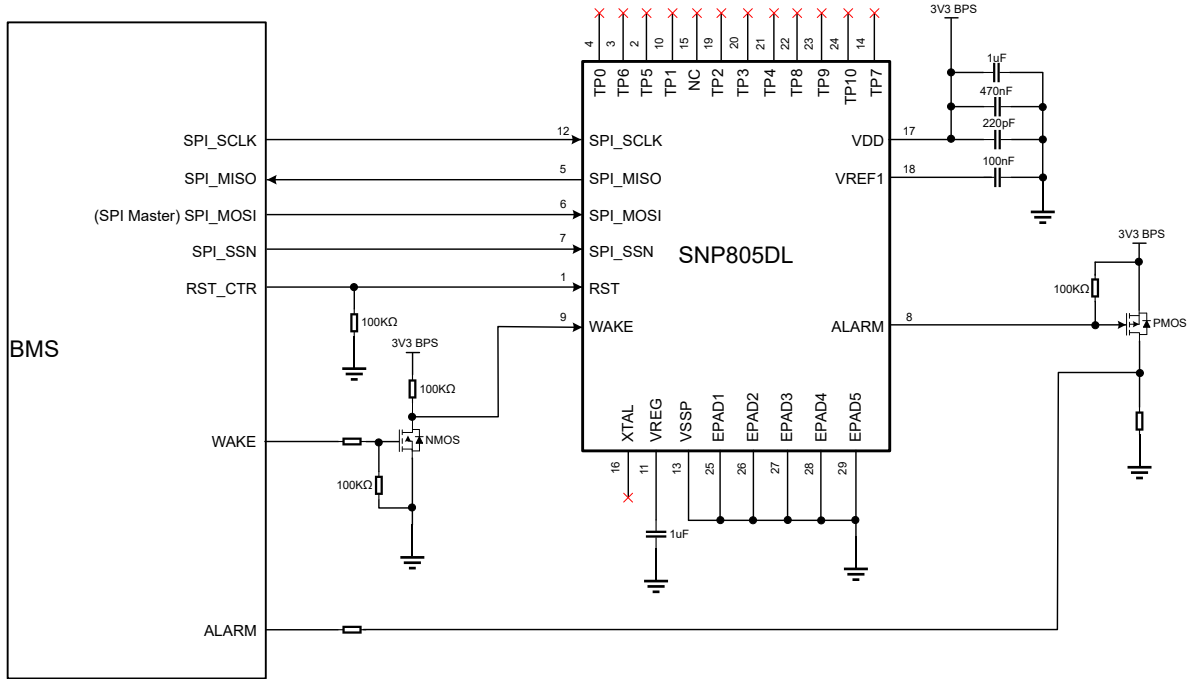 3V3 BPS
4
3
2
10
15
19
20
21
22
23
24
14
TP0
TP6
TP5
TP1
NC
TP2
TP3
TP4
TP8
TP9
TP10
TP7
1uF
470nF
220pF
100nF
SPI_SCLK
12
SPI_SCLK
VDD
17
SPI_MISO
5
SPI_MISO
VREF1
18
(SPI Master) SPI_MOSI
6
SPI_MOSI
SPI_SSN
7
SPI_SSN
SNP805DL
3V3 BPS
RST_CTR
1
RST
100KΩ
100KΩ
9
WAKE
ALARM
8
PMOS
BMS
3V3 BPS
100KΩ
WAKE
NMOS
100KΩ
XTAL
VREG
VSSP
EPAD1
EPAD2
EPAD3
EPAD4
EPAD5
16
11
13
25
26
27
28
29
1uF
ALARM